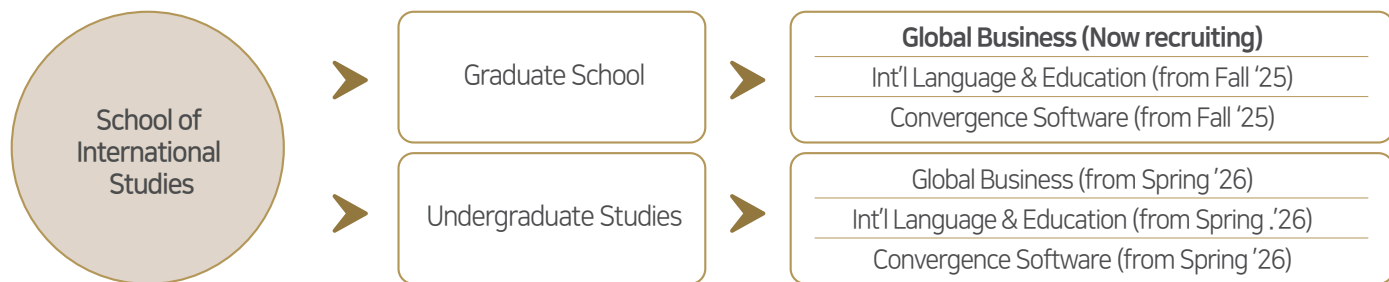 School of
International
Studies
Graduate School
Global Business (Now recruiting)
Int’l Language & Education (from Fall ‘25)
Convergence Software (from Fall ‘25)
Undergraduate Studies
Global Business (from Spring ’26)
Int’l Language & Education (from Spring .’26)
Convergence Software (from Spring ’26)